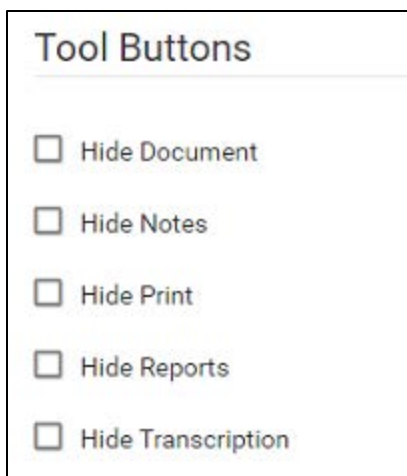 Tool Buttons
Hide Document
Hide Notes
Hide Print
Hide Reports
Hide Transcription